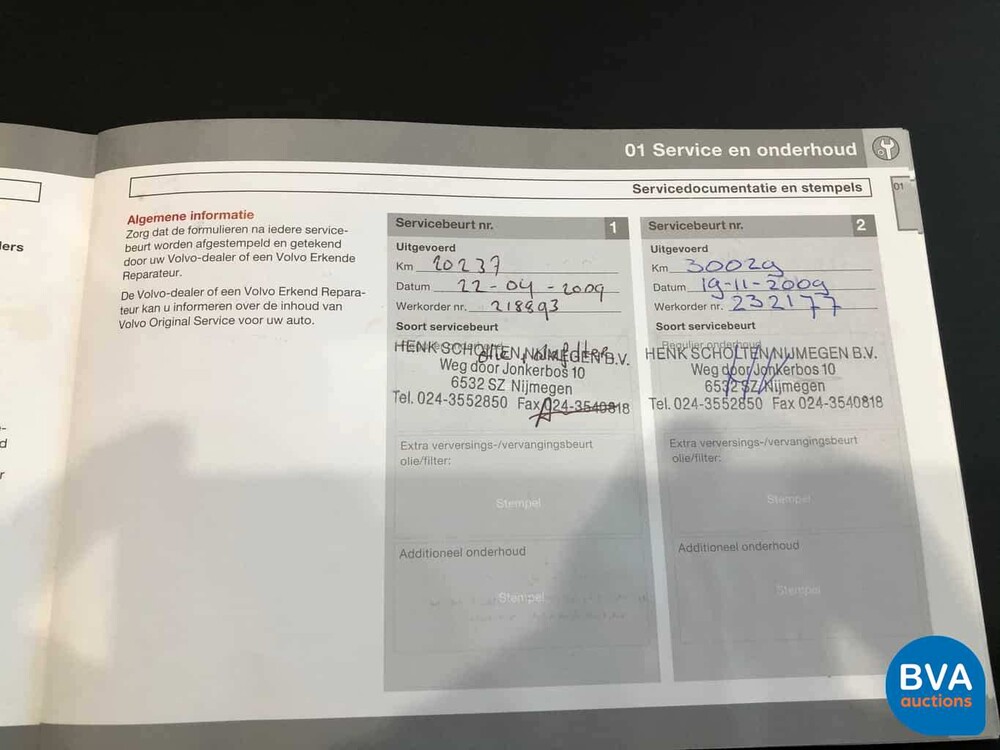 ers
d
r
01 Service en onderhoud
01
Servicedocumentatie en stempels
Algemene informatie
Zorg dat de formulieren na iedere service-
beurt worden afgestempeld en getekend
door uw Volvo-dealer of een Volvo Erkende
Reparateur.
De Volvo-dealer of een Volvo Erkend Repara-
teur kan u informeren over de inhoud van
Volvo Original Service voor uw auto.
Servicebeurt nr. 1
Uitgevoerd
Km 20237
Datum 22-04-2009
Werkorder nr. 218893
Soort servicebeurt
HENK SCHOLTEN NIJMEGEN B.V.
Weg door Jonkerbos 10
6532 SZ Nijmegen
Tel. 024-3552850 Fax 024-3540818
Extra verversings-/vervangingsbeurt
olie/filter:
Stempel
Additioneel onderhoud
Stempel
Servicebeurt nr. 2
Uitgevoerd
Km 30029
Datum 19-11-2009
Werkorder nr. 232177
Soort servicebeurt
Regulier onderhoud
HENK SCHOLTEN NIJMEGEN B.V.
Weg door Jonkerbos 10
6532 SZ Nijmegen
Tel. 024-3552850 Fax 024-3540818
Extra verversings-/vervangingsbeurt
olie/filter:
Stempel
Additioneel onderhoud
Stempel
BVA
auctions